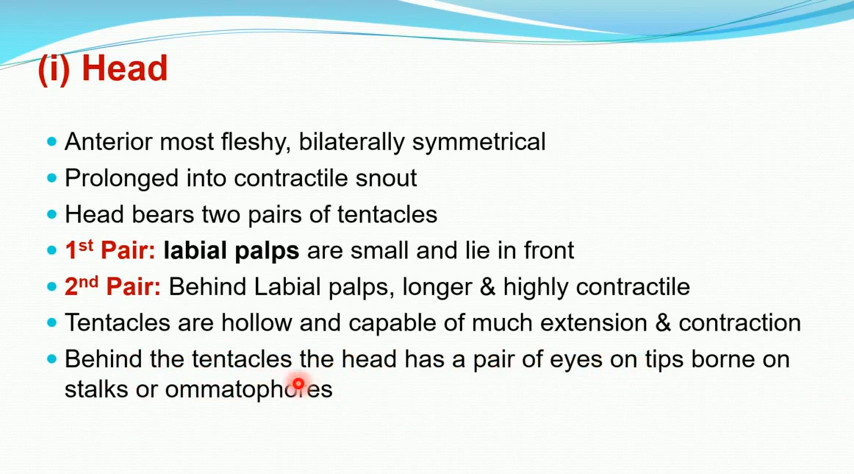 (i) Head
• Anterior most fleshy, bilaterally symmetrical
• Prolonged into contractile snout
• Head bears two pairs of tentacles
• 1st Pair: labial palps are small and lie in front
• 2nd Pair: Behind Labial palps, longer & highly contractile
• Tentacles are hollow and capable of much extension & contraction
• Behind the tentacles the head has a pair of eyes on tips borne on
stalks or ommatophores